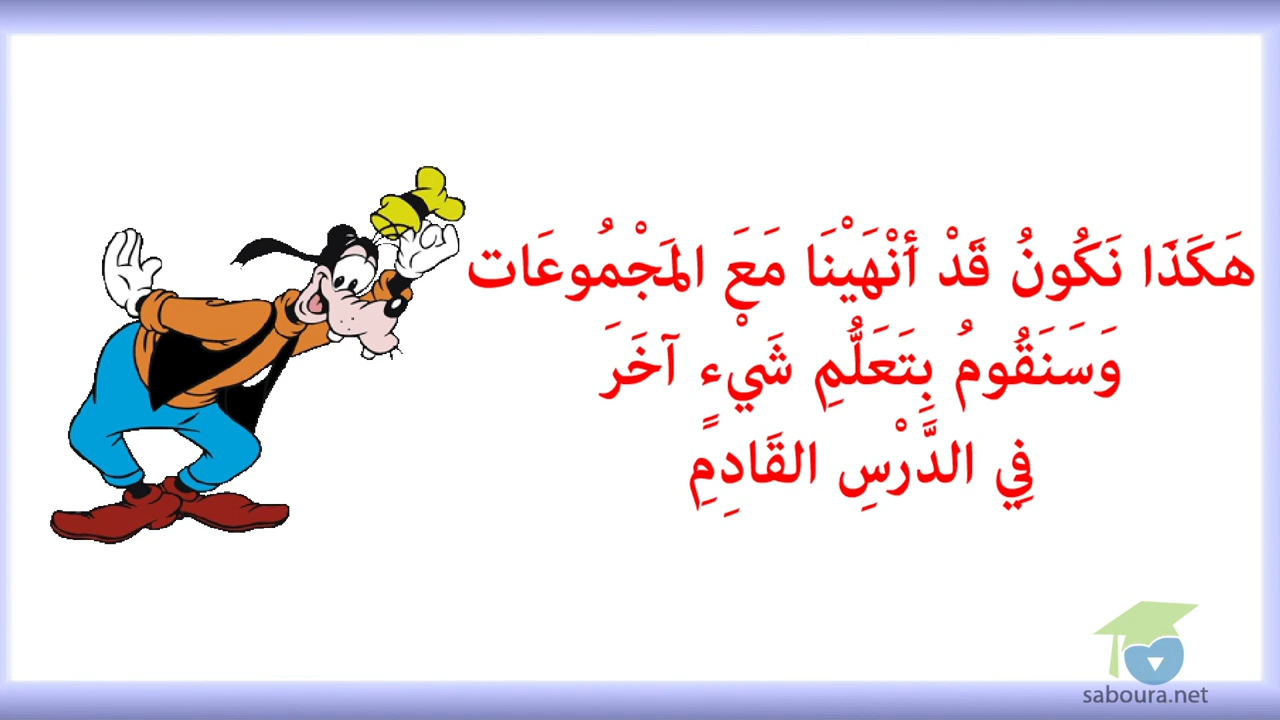 هَكَذَا نَكُونُ قَدْ أَنْهَيْنَا مَعَ المَجْمُوعَات
وَسَنَقُومُ بِتَعَلُّمِ شَيْءٍ آخَرَ
فِي الدَّرْسِ القَادِمِ
saboura.net